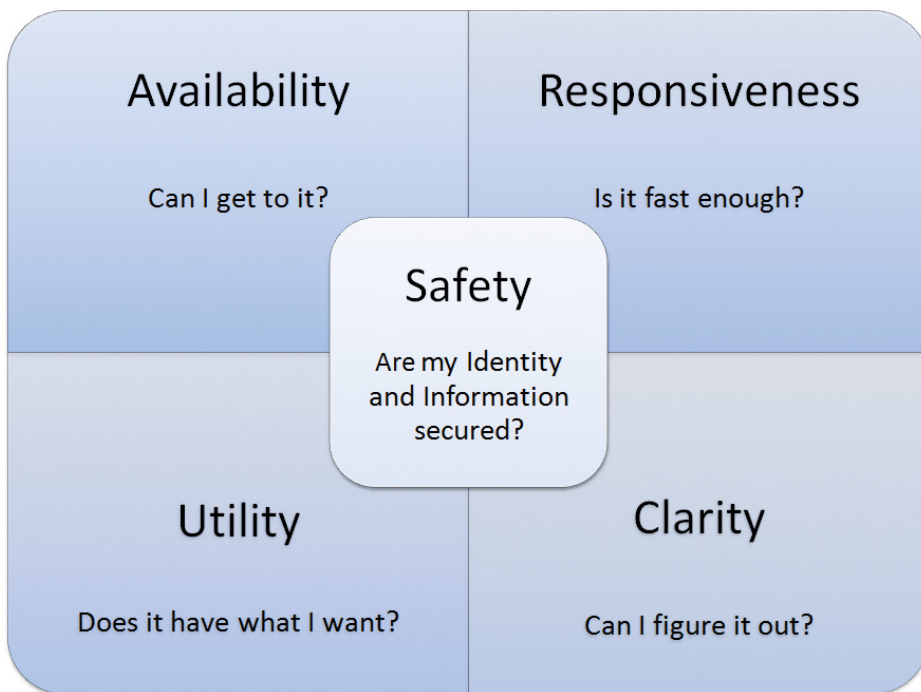 Availability
Can I get to it?
Responsiveness
Is it fast enough?
Safety
Are my Identity
and Information
secured?
Utility
Does it have what I want?
Clarity
Can I figure it out?